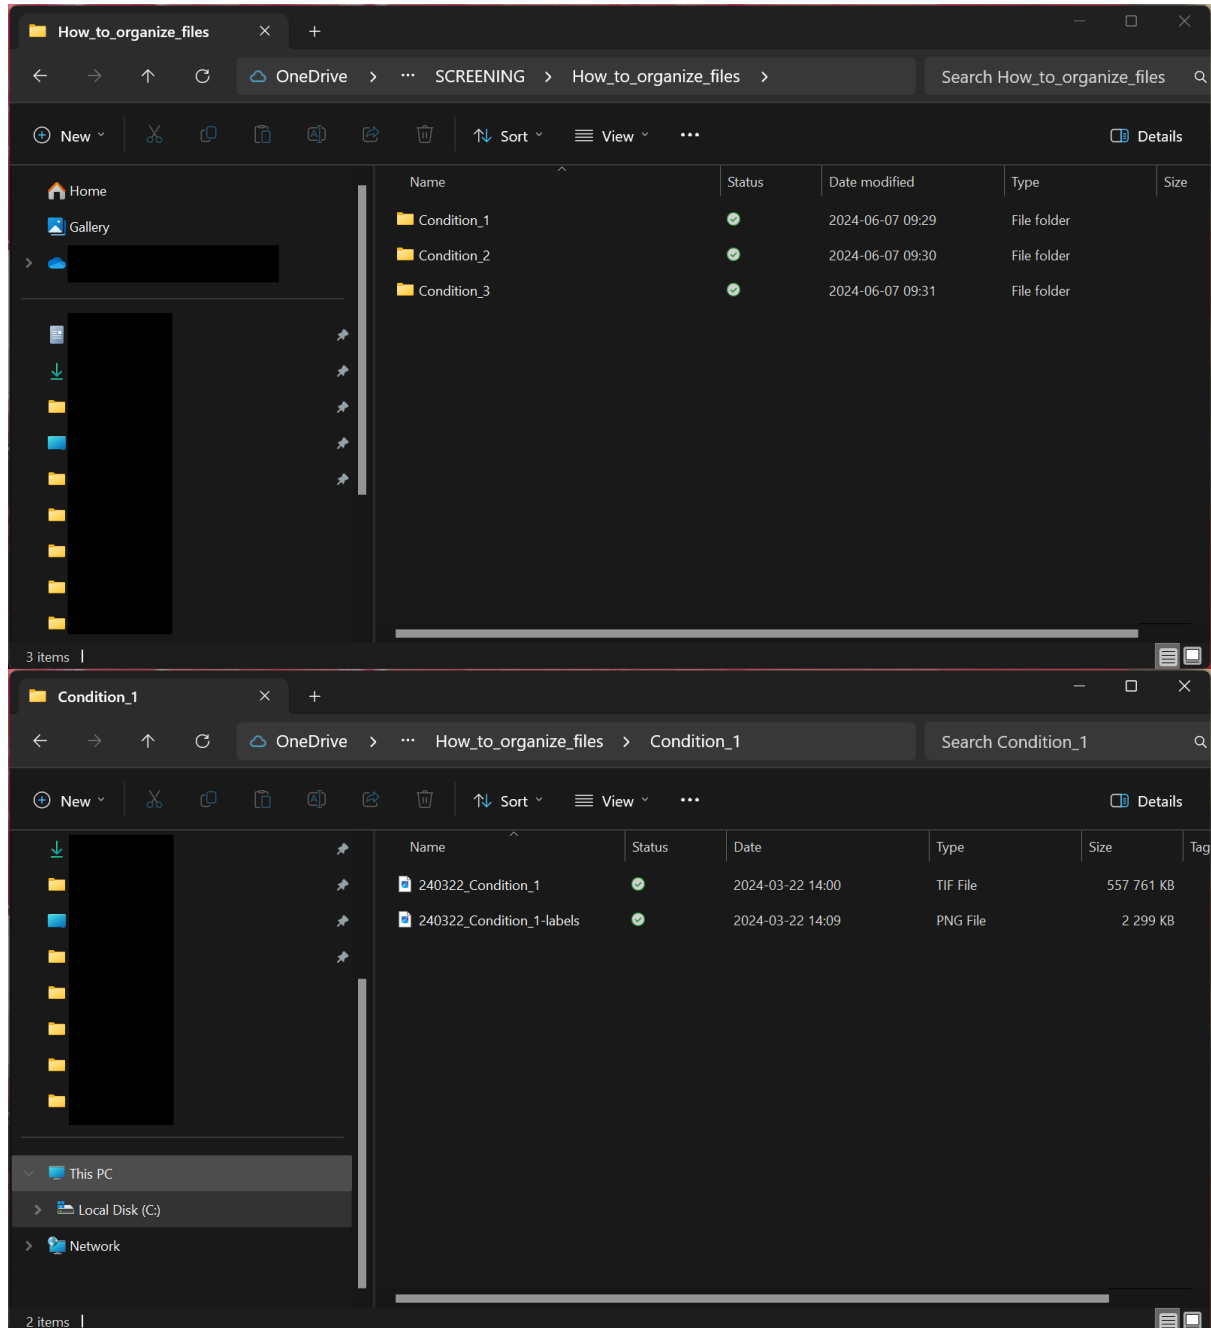 How_to_organize_files
OneDrive > ... SCREENING > How_to_organize_files >
Search How_to_organize_files
New
Sort
View
...
Details
Home
Gallery
Name Status Date modified Type Size
Condition_1 2024-06-07 09:29 File folder
Condition_2 2024-06-07 09:30 File folder
Condition_3 2024-06-07 09:31 File folder
3 items
Condition_1
OneDrive > ... How_to_organize_files > Condition_1
Search Condition_1
New
Sort
View
...
Details
Name Status Date Type Size Tag
240322_Condition_1 2024-03-22 14:00 TIF File 557 761 KB
240322_Condition_1-labels 2024-03-22 14:09 PNG File 2 299 KB
This PC
Local Disk (C:)
Network
2 items